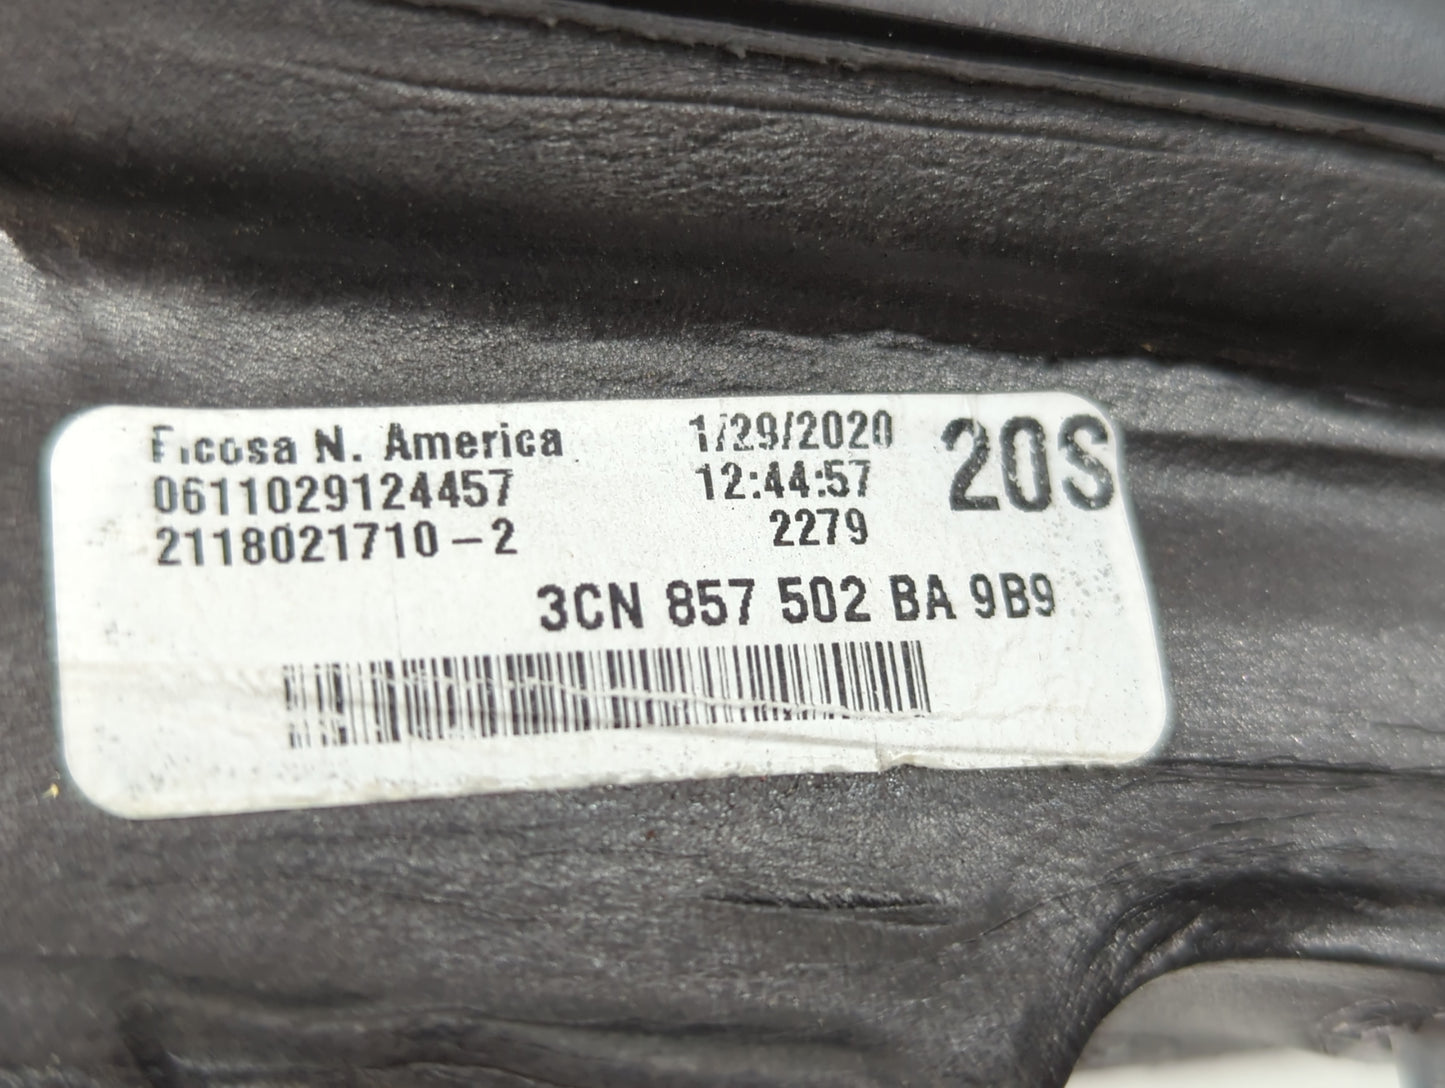 Ficosa N. America 1/29/2020 20S
0611029124457 12:44:57
2118021710-2 2279
3CN 857 502 BA 9B9